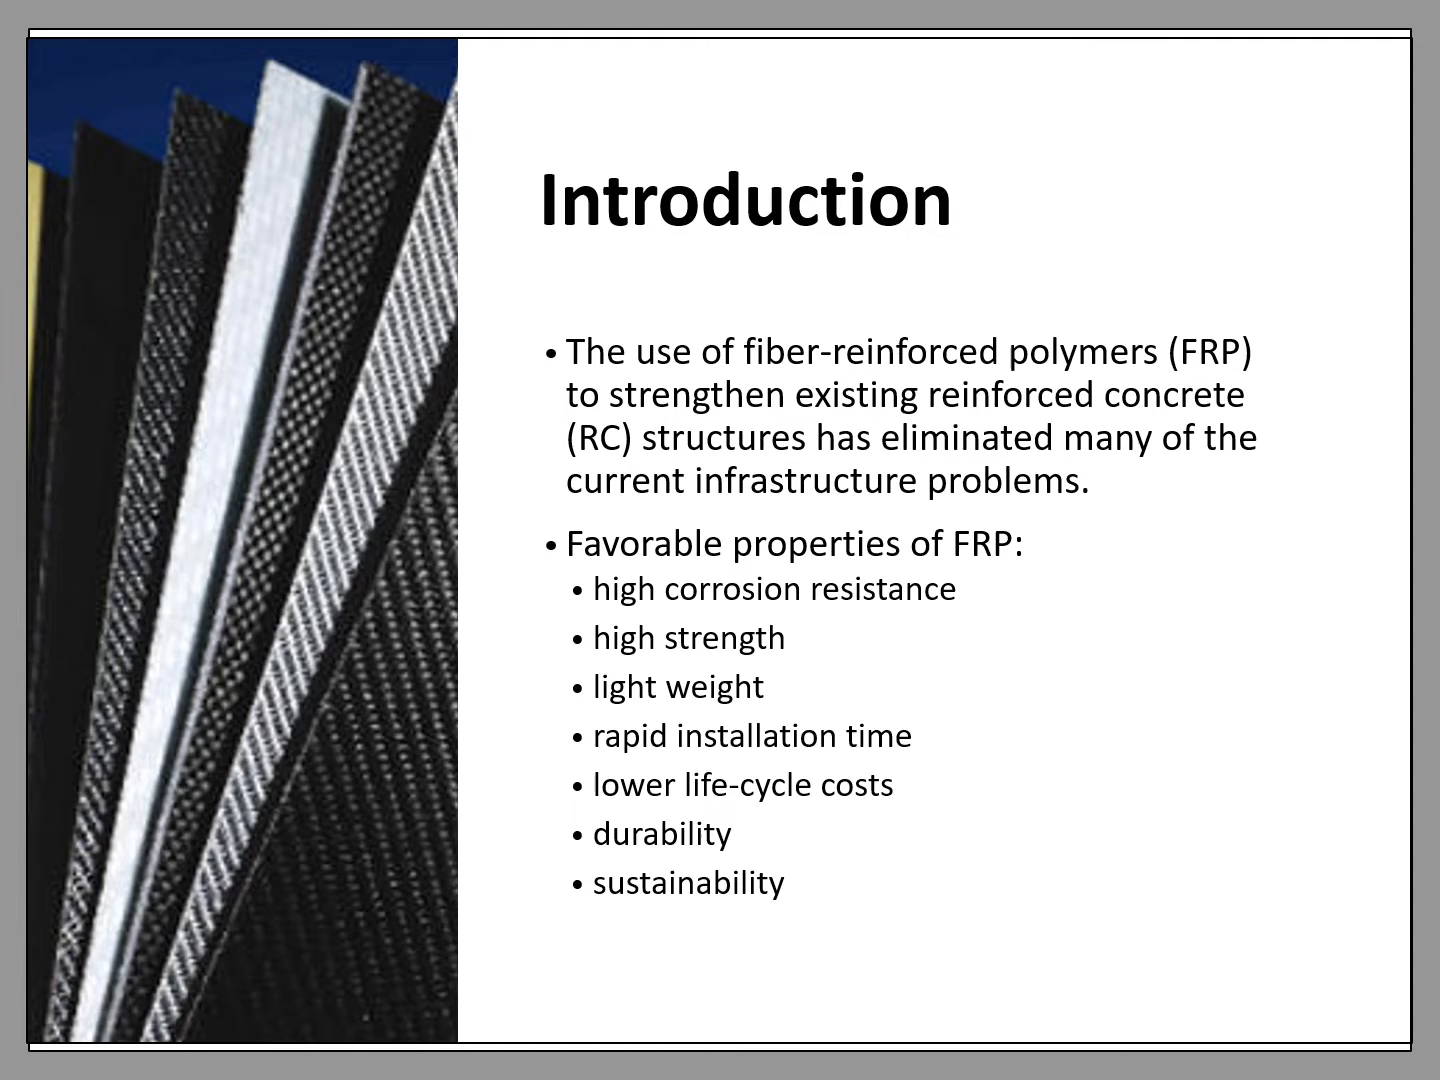 Introduction
• The use of fiber-reinforced polymers (FRP)
to strengthen existing reinforced concrete
(RC) structures has eliminated many of the
current infrastructure problems.
• Favorable properties of FRP:
• high corrosion resistance
• high strength
• light weight
• rapid installation time
• lower life-cycle costs
• durability
• sustainability